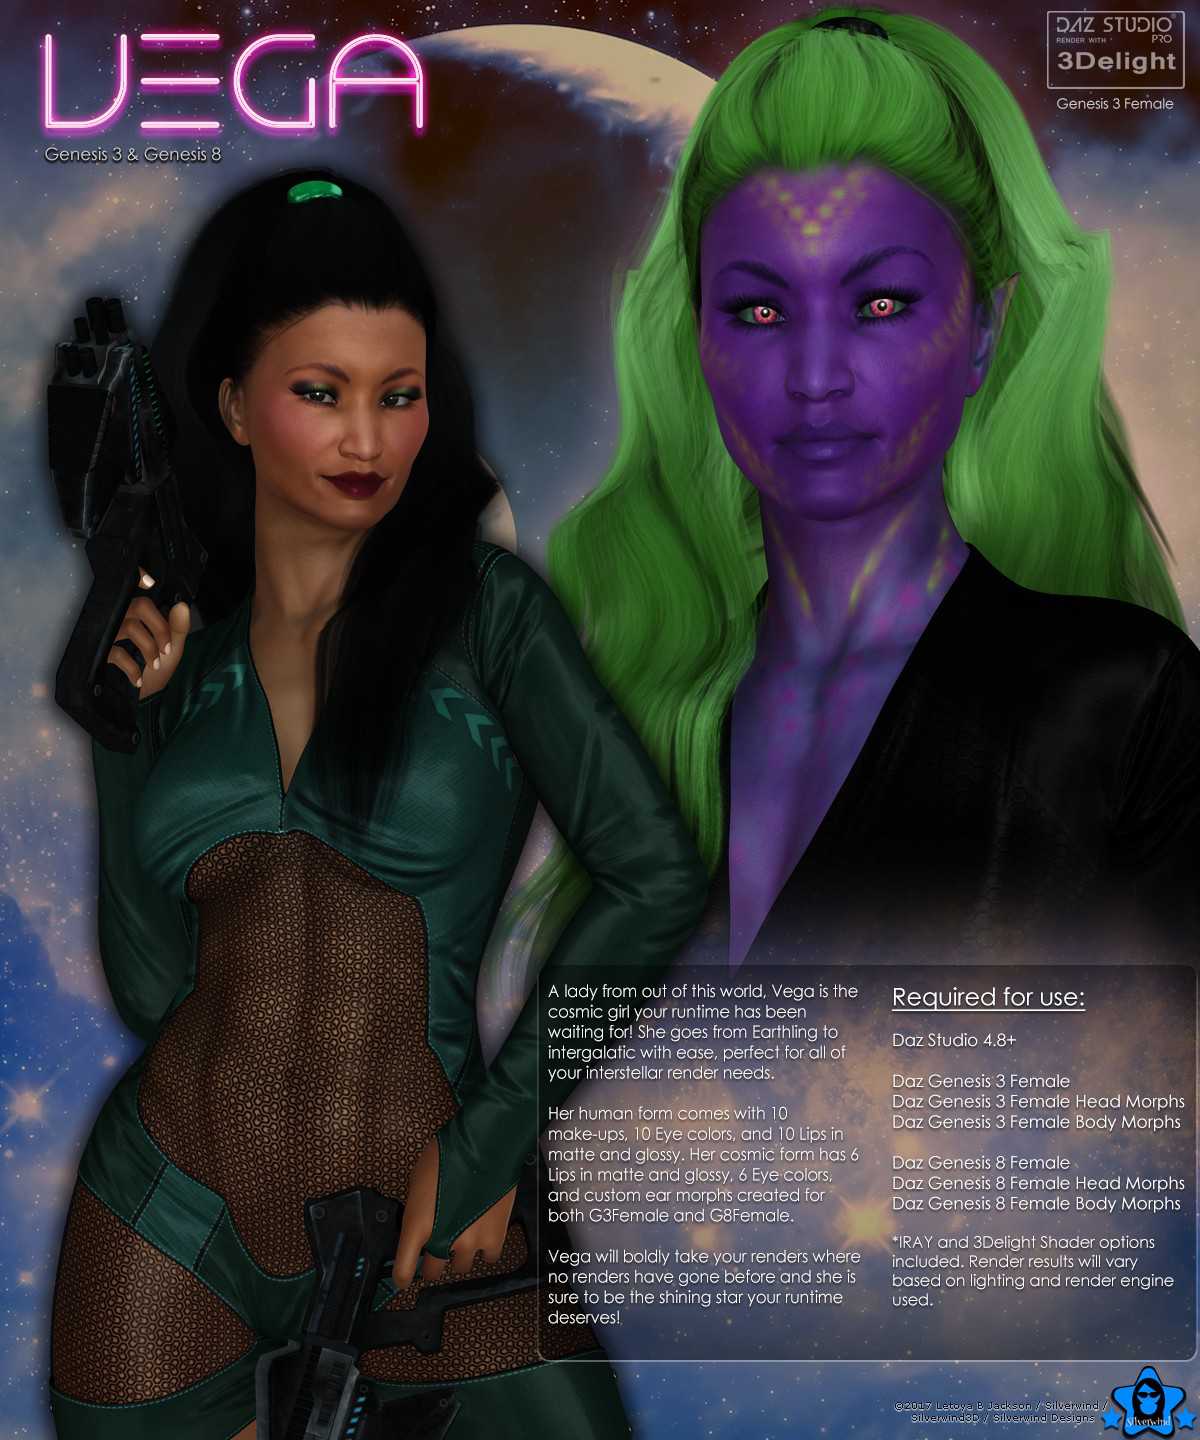 VEGA
Genesis 3 & Genesis 8
DAZ STUDIO
RENDER WITH PRO
3Delight
Genesis 3 Female
A lady from out of this world, Vega is the
cosmic girl your runtime has been
waiting for! She goes from Earthling to
intergalatic with ease, perfect for all of
your interstellar render needs.
Her human form comes with 10
make-ups, 10 Eye colors, and 10 Lips in
matte and glossy. Her cosmic form has 6
Lips in matte and glossy, 6 Eye colors,
and custom ear morphs created for
both G3Female and G8Female.
Vega will boldly take your renders where
no renders have gone before and she is
sure to be the shining star your runtime
deserves!
Required for use:
Daz Studio 4.8+
Daz Genesis 3 Female
Daz Genesis 3 Female Head Morphs
Daz Genesis 3 Female Body Morphs
Daz Genesis 8 Female
Daz Genesis 8 Female Head Morphs
Daz Genesis 8 Female Body Morphs
*IRAY and 3Delight Shader options
included. Render results will vary
based on lighting and render engine
used.
©2017 Letoya B Jackson / Silverwind /
Silverwind3D / Silverwind Designs
Silverwind